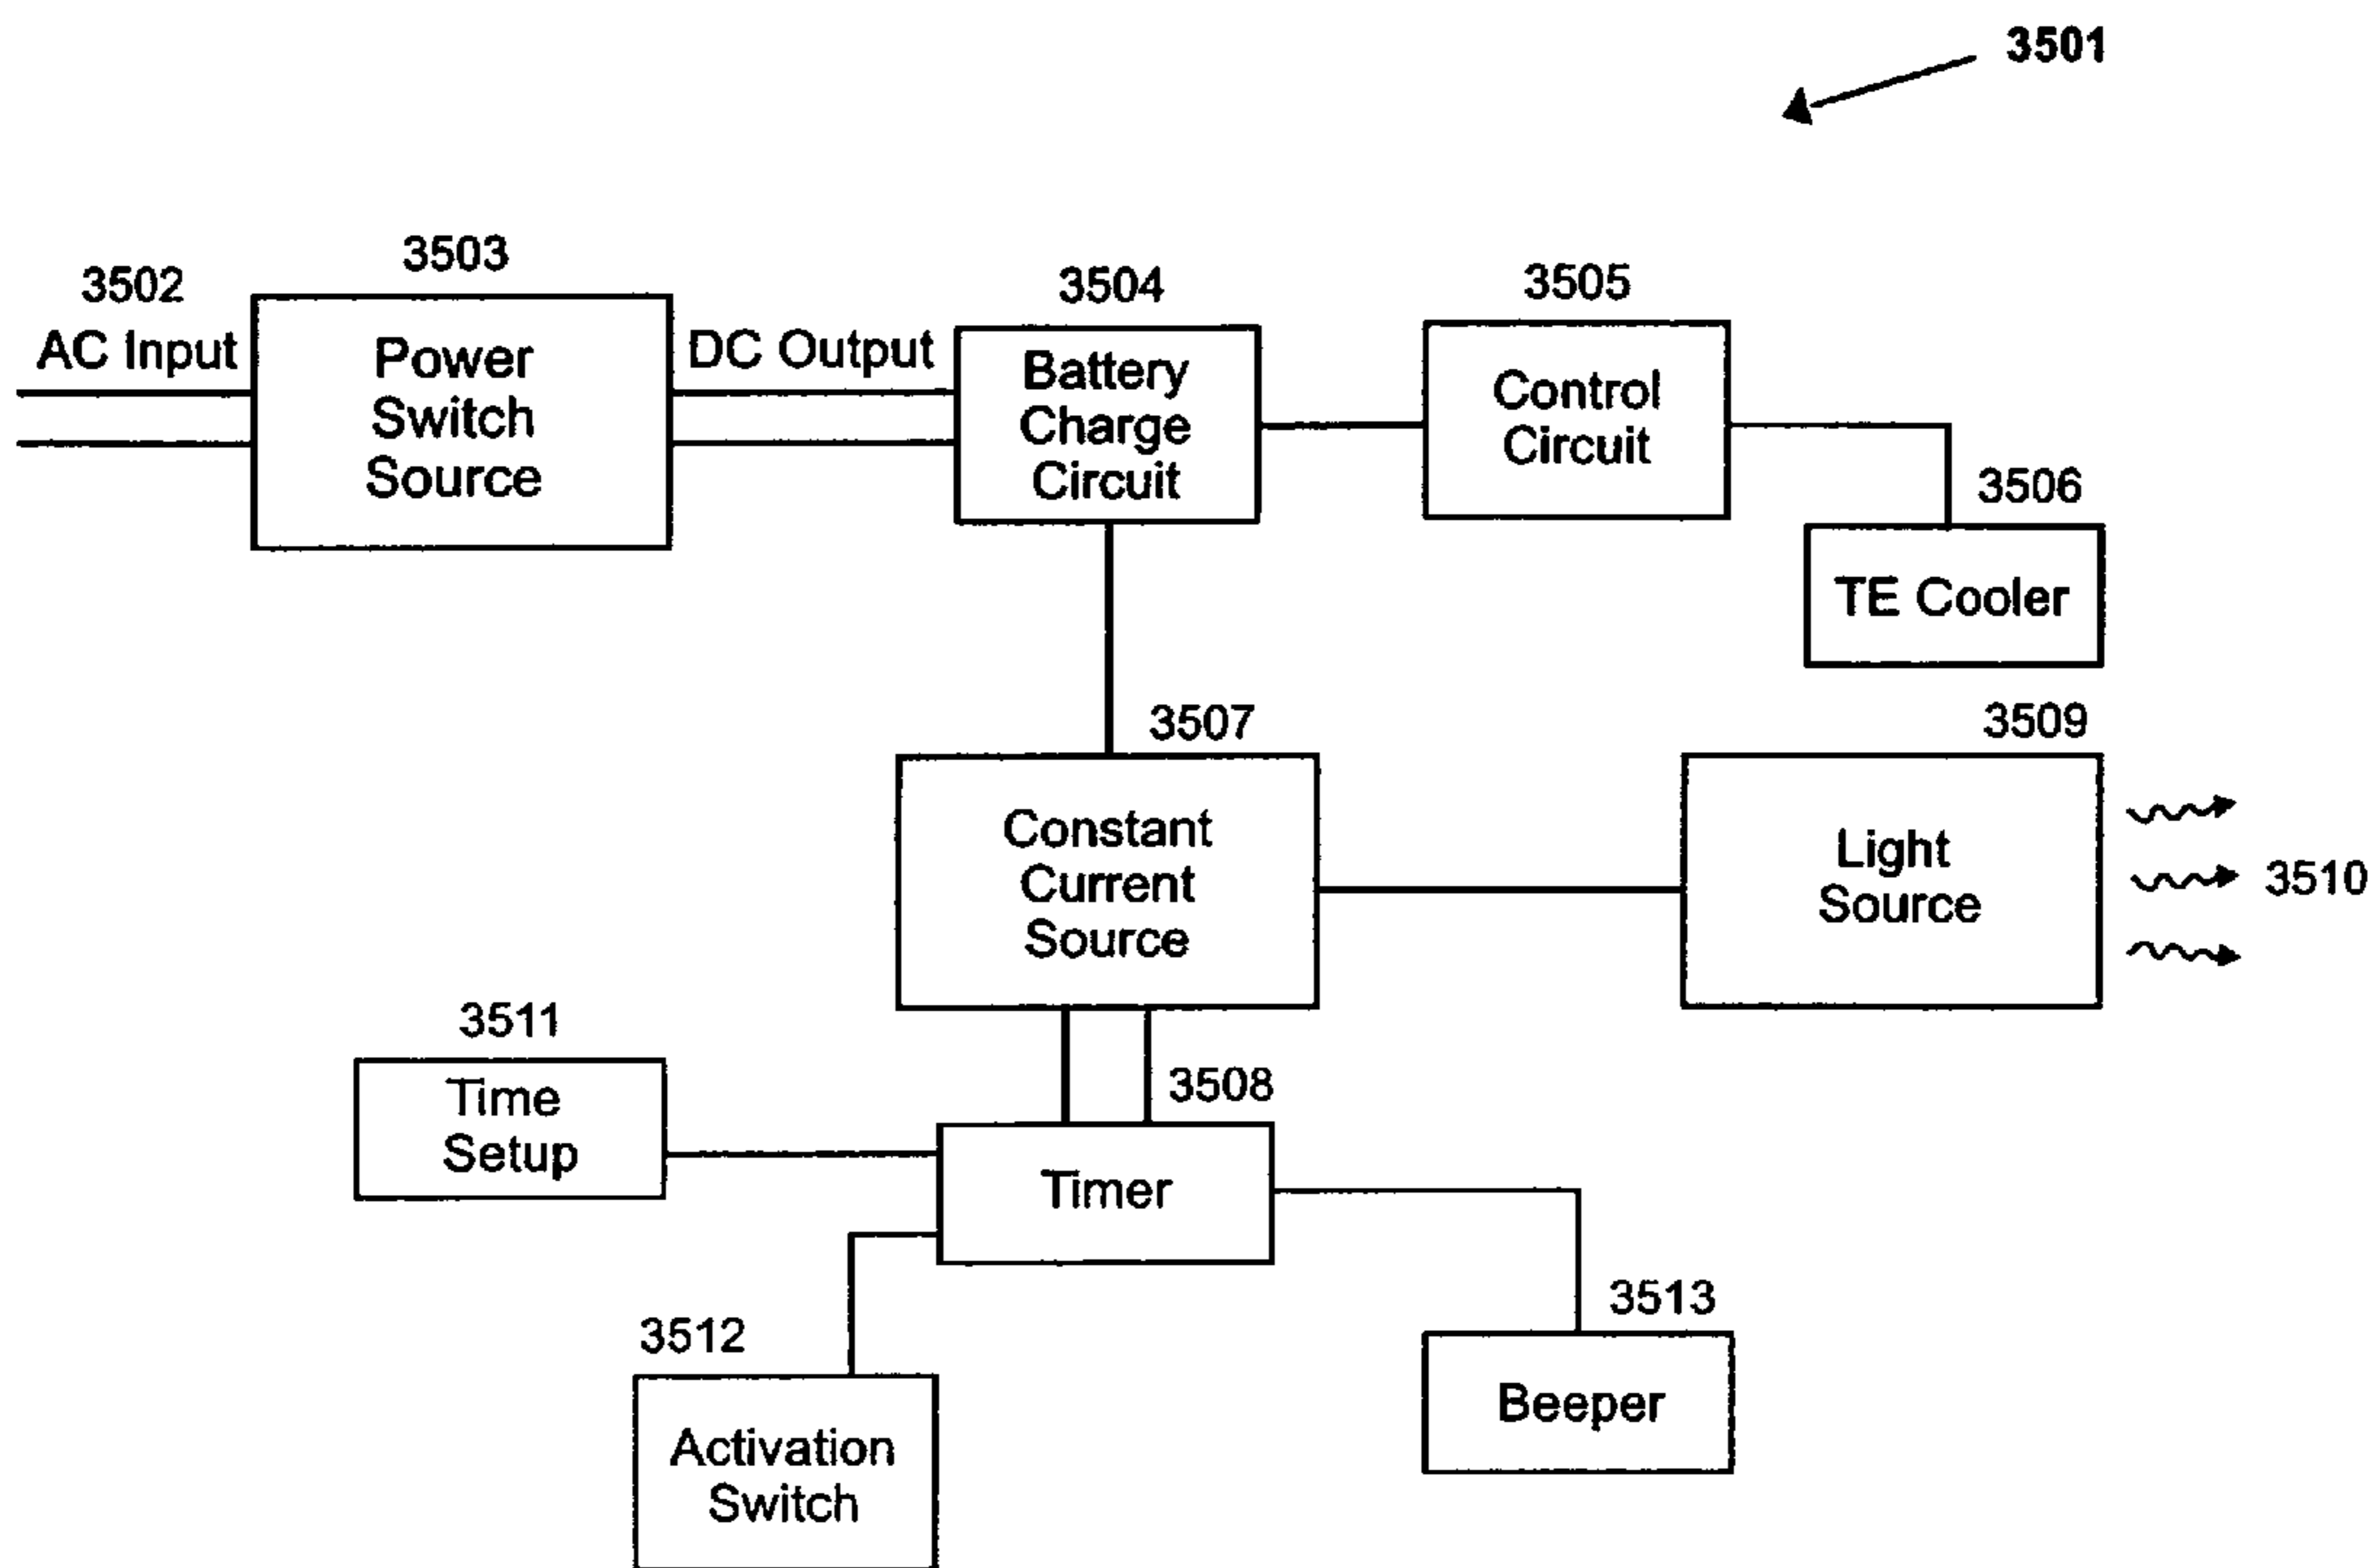 3501
3503
3502
AC Input
Power
Switch
Source
DC Output
3504
Battery
Charge
Circuit
3505
Control
Circuit
3506
TE Cooler
3507
Constant
Current
Source
3509
Light
Source
3510
3511
Time
Setup
3508
Timer
3512
Activation
Switch
3513
Beeper